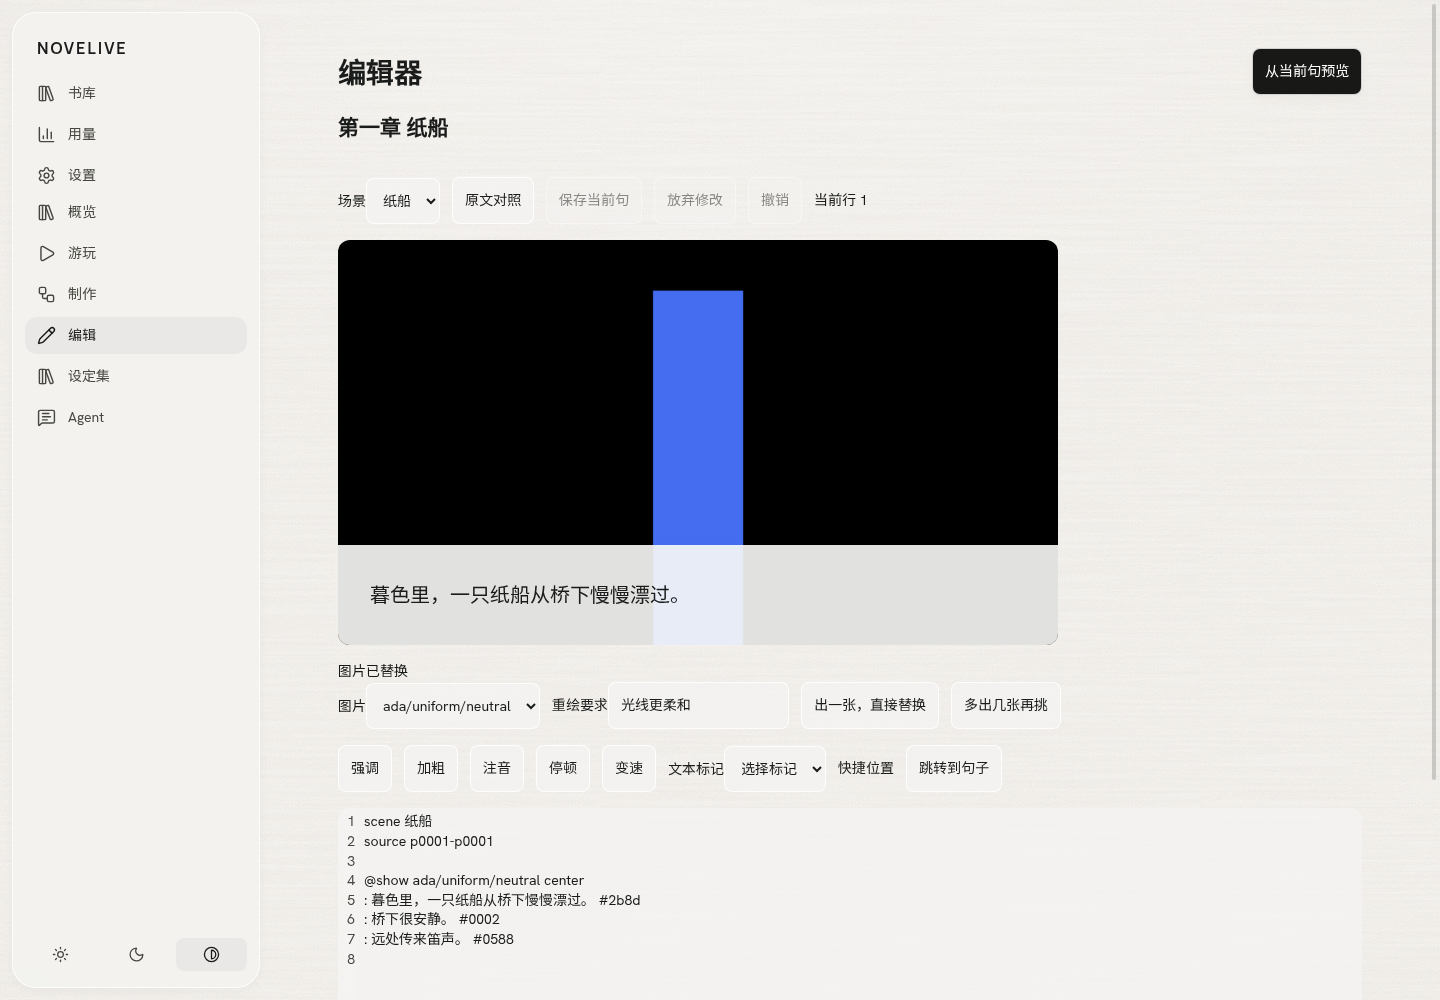 NOVELIVE
书库
用量
设置
概览
游玩
制作
编辑
设定集
Agent
编辑器
从当前句预览
第一章 纸船
场景 纸船 原文对照 保存当前句 放弃修改 撤销 当前行 1
暮色里，一只纸船从桥下慢慢漂过。
图片已替换
图片 ada/uniform/neutral 重绘要求 光线更柔和 出一张，直接替换 多出几张再挑
强调 加粗 注音 停顿 变速 文本标记 选择标记 快捷位置 跳转到句子
1 scene 纸船
2 source p0001-p0001
3
4 @show ada/uniform/neutral center
5 : 暮色里，一只纸船从桥下慢慢漂过。 #2b8d
6 : 桥下很安静。 #0002
7 : 远处传来笛声。 #0588
8